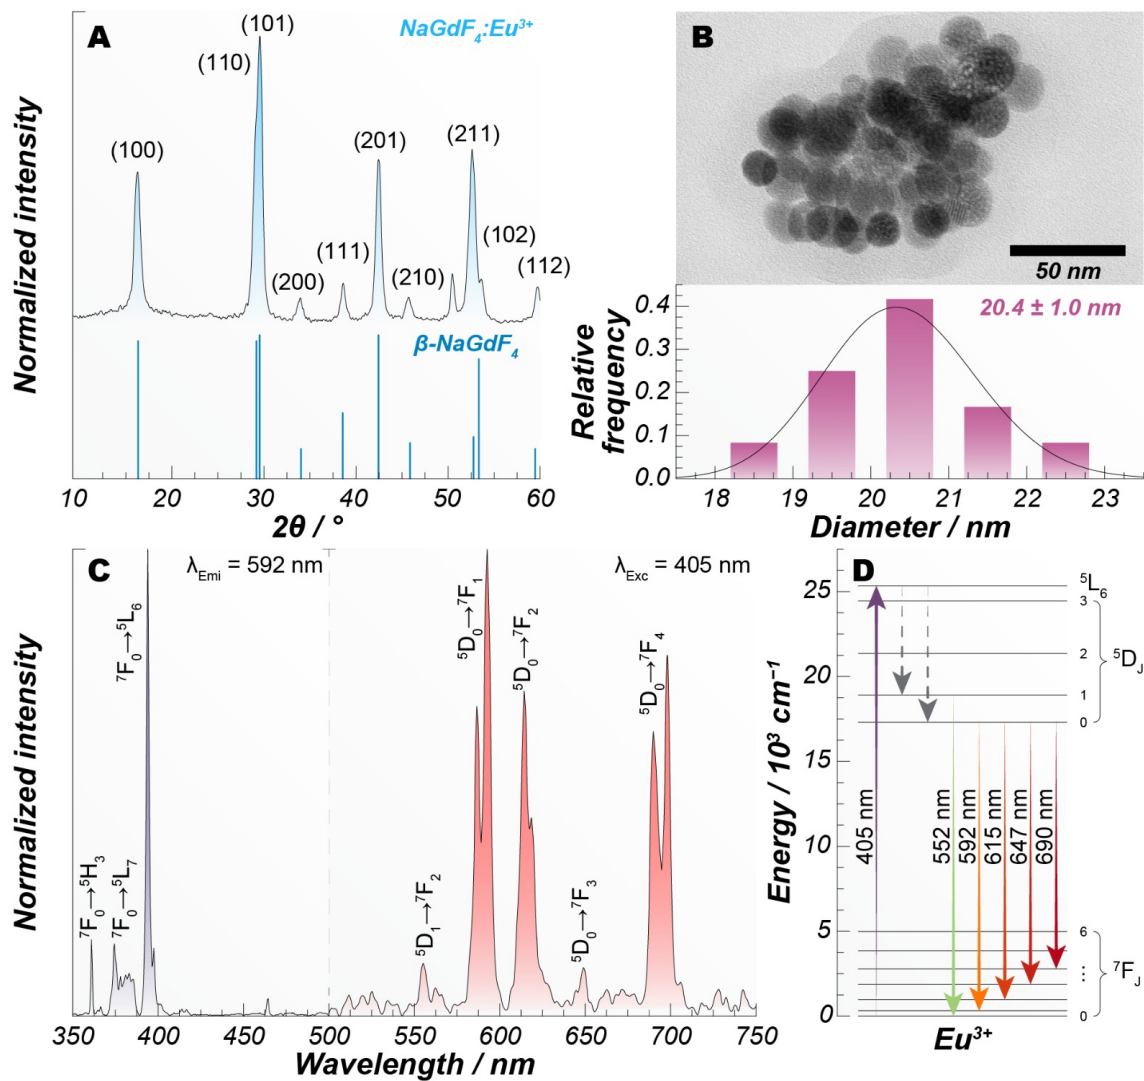 A
NaGdF₄:Eu³⁺
(101)
(110)
(100)
(200)
(111)
(201)
(210)
(211)
(102)
(112)
β-NaGdF₄
Normalized intensity
10 20 30 40 50 60
2θ / °
B
50 nm
20.4 ± 1.0 nm
Relative
frequency
0.4
0.3
0.2
0.1
0.0
18 19 20 21 22 23
Diameter / nm
C
λEmi = 592 nm
λExc = 405 nm
⁷F₀→⁵H₃
⁷F₀→⁵L₇
⁷F₀→⁵L₆
⁵D₁→⁷F₂
⁵D₀→⁷F₁
⁵D₀→⁷F₂
⁵D₀→⁷F₃
⁵D₀→⁷F₄
Normalized intensity
350 400 450 500 550 600 650 700 750
Wavelength / nm
D
Energy / 10³ cm⁻¹
25
20
15
10
5
0
405 nm
552 nm
592 nm
615 nm
647 nm
690 nm
⁵L₆
3
2
1
0
⁵DJ
6
⋮
0
⁷FJ
Eu³⁺